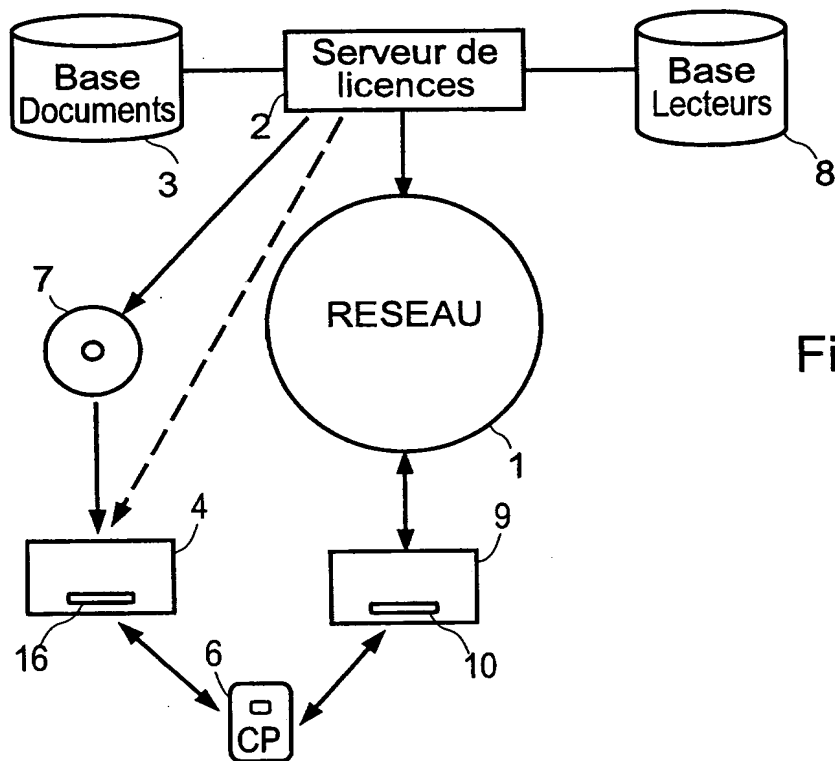 Base
Documents
3
Serveur de
licences
2
Base
Lecteurs
8
7
RESEAU
Fi
1
4
9
16
10
6
CP